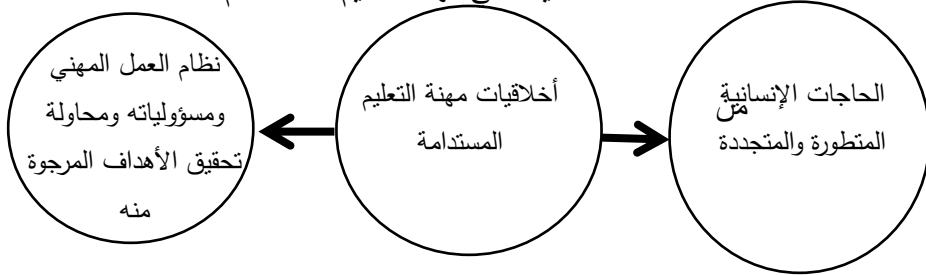 الحاجات الإنسانية
من
المتطورة والمتجددة
أخلاقيات مهنة التعليم
المستدامة
نظام العمل المهني
ومسؤولياته ومحاولة
تحقيق الأهداف المرجوة
منه